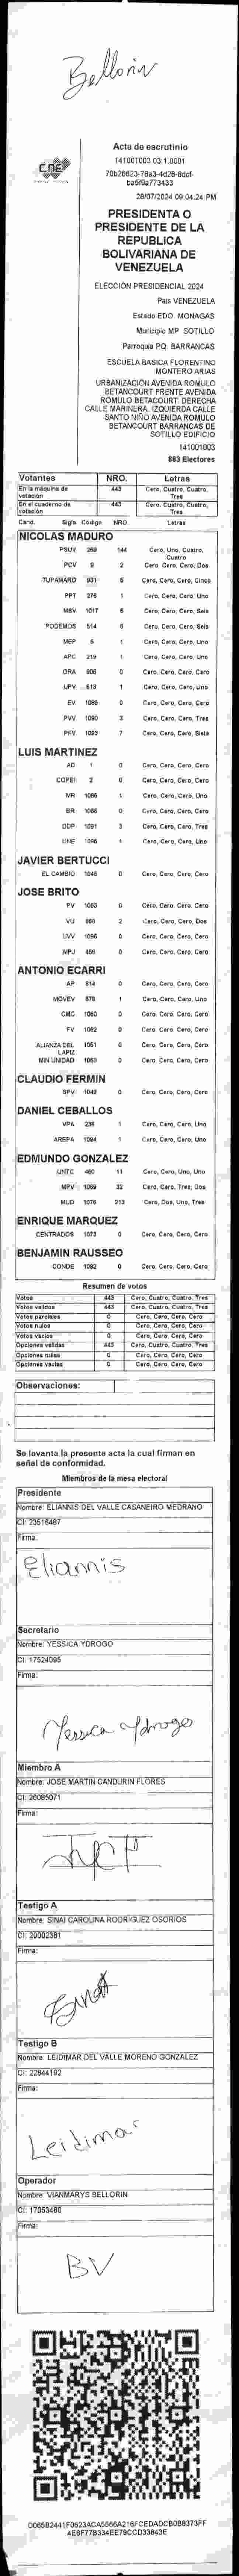 Bellorin
CNE
Acta de escrutinio
141001003.03.1.0001
70b26623-78a3-4d28-8dcf-
ba5f9a773433
28/07/2024 09:04:24 PM
PRESIDENTA O
PRESIDENTE DE LA
REPUBLICA
BOLIVARIANA DE
VENEZUELA
ELECCIÓN PRESIDENCIAL 2024
País VENEZUELA
Estado EDO. MONAGAS
Municipio MP. SOTILLO
Parroquia PQ. BARRANCAS
ESCUELA BASICA FLORENTINO
MONTERO ARIAS
URBANIZACIÓN AVENIDA ROMULO
BETANCOURT FRENTE AVENIDA
ROMULO BETACOURT. DERECHA
CALLE MARINERA. IZQUIERDA CALLE
SANTO NIÑO AVENIDA ROMULO
BETANCOURT BARRANCAS DE
SOTILLO EDIFICIO
141001003
883 Electores
Votantes NRO. Letras
En la máquina de votación 443 Cero, Cuatro, Cuatro, Tres
En el cuaderno de votación 443 Cero, Cuatro, Cuatro, Tres
Cand. Sigla Código NRO Letras
NICOLAS MADURO
PSUV 269 144 Cero, Uno, Cuatro, Cuatro
PCV 9 2 Cero, Cero, Cero, Dos
TUPAMARO 931 5 Cero, Cero, Cero, Cinco
PPT 276 1 Cero, Cero, Cero, Uno
MSV 1017 6 Cero, Cero, Cero, Seis
PODEMOS 514 6 Cero, Cero, Cero, Seis
MEP 6 1 Cero, Cero, Cero, Uno
APC 219 1 Cero, Cero, Cero, Uno
ORA 906 0 Cero, Cero, Cero, Cero
UPV 513 1 Cero, Cero, Cero, Uno
EV 1089 0 Cero, Cero, Cero, Cero
PVV 1090 3 Cero, Cero, Cero, Tres
PFV 1093 7 Cero, Cero, Cero, Siete
LUIS MARTINEZ
AD 1 0 Cero, Cero, Cero, Cero
COPEI 2 0 Cero, Cero, Cero, Cero
MR 1086 1 Cero, Cero, Cero, Uno
BR 1066 0 Cero, Cero, Cero, Cero
DDP 1091 3 Cero, Cero, Cero, Tres
UNE 1096 1 Cero, Cero, Cero, Uno
JAVIER BERTUCCI
EL CAMBIO 1046 0 Cero, Cero, Cero, Cero
JOSE BRITO
PV 1053 0 Cero, Cero, Cero, Cero
VU 869 2 Cero, Cero, Cero, Dos
UVV 1096 0 Cero, Cero, Cero, Cero
MPJ 456 0 Cero, Cero, Cero, Cero
ANTONIO ECARRI
AP 814 0 Cero, Cero, Cero, Cero
MOVEV 878 1 Cero, Cero, Cero, Uno
CMC 1050 0 Cero, Cero, Cero, Cero
FV 1052 0 Cero, Cero, Cero, Cero
ALIANZA DEL LAPIZ 1051 0 Cero, Cero, Cero, Cero
MIN UNIDAD 1068 0 Cero, Cero, Cero, Cero
CLAUDIO FERMIN
SPV 1049 0 Cero, Cero, Cero, Cero
DANIEL CEBALLOS
VPA 236 1 Cero, Cero, Cero, Uno
AREPA 1094 1 Cero, Cero, Cero, Uno
EDMUNDO GONZALEZ
UNTC 460 11 Cero, Cero, Uno, Uno
MPV 1069 32 Cero, Cero, Tres, Dos
MUD 1076 213 Cero, Dos, Uno, Tres
ENRIQUE MARQUEZ
CENTRADOS 1073 0 Cero, Cero, Cero, Cero
BENJAMIN RAUSSEO
CONDE 1092 0 Cero, Cero, Cero, Cero
Resumen de votos
Votos 443 Cero, Cuatro, Cuatro, Tres
Votos validos 443 Cero, Cuatro, Cuatro, Tres
Votos parciales 0 Cero, Cero, Cero, Cero
Votos nulos 0 Cero, Cero, Cero, Cero
Votos vacios 0 Cero, Cero, Cero, Cero
Opciones validas 443 Cero, Cuatro, Cuatro, Tres
Opciones nulas 0 Cero, Cero, Cero, Cero
Opciones vacias 0 Cero, Cero, Cero, Cero
Observaciones:
Se levanta la presente acta la cual firman en
señal de conformidad.
Miembros de la mesa electoral
Presidente
Nombre: ELIANNIS DEL VALLE CASANEIRO MEDRANO
CI: 23516487
Firma:
Eliannis
Secretario
Nombre: YESSICA YDROGO
CI: 17524095
Firma:
Yessica Ydrogo
Miembro A
Nombre: JOSE MARTIN CANDURIN FLORES
CI: 26085071
Firma:
Testigo A
Nombre: SINAI CAROLINA RODRIGUEZ OSORIOS
CI: 20002381
Firma:
Testigo B
Nombre: LEIDIMAR DEL VALLE MORENO GONZALEZ
CI: 22844192
Firma:
Leidimar
Operador
Nombre: VIANMARYS BELLORIN
CI: 17053480
Firma:
BV
D065B2441F0623ACA5566A216FCEDADCB0B8373FF
4E6F77B334EE79CCD33843E